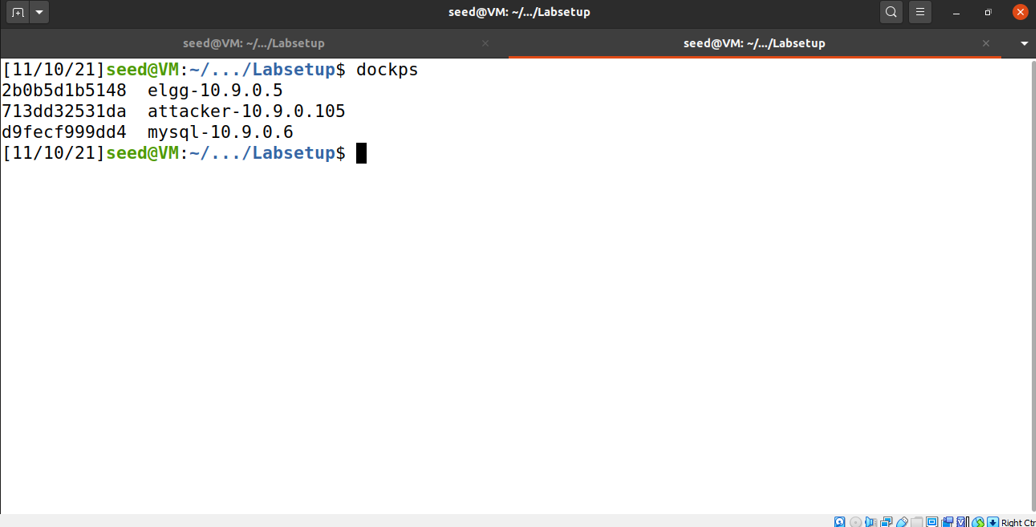 seed@VM: ~/.../Labsetup
seed@VM: ~/.../Labsetup
seed@VM: ~/.../Labsetup
[11/10/21]seed@VM:~/.../Labsetup$ dockps
2b0b5d1b5148  elgg-10.9.0.5
713dd32531da  attacker-10.9.0.105
d9fecf999dd4  mysql-10.9.0.6
[11/10/21]seed@VM:~/.../Labsetup$
Right Ct